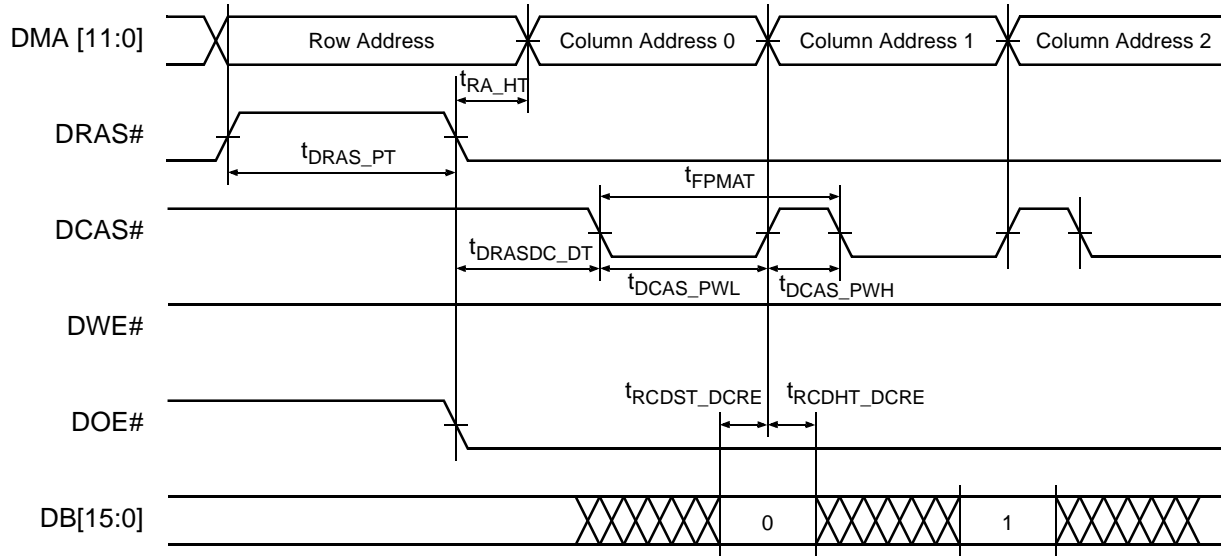 DMA [11:0]
Row Address
Column Address 0
Column Address 1
Column Address 2
tRA_HT
DRAS#
tDRAS_PT
tFPMAT
DCAS#
tDRASDC_DT
tDCAS_PWL
tDCAS_PWH
DWE#
tRCDST_DCRE
tRCDHT_DCRE
DOE#
DB[15:0]
0
1